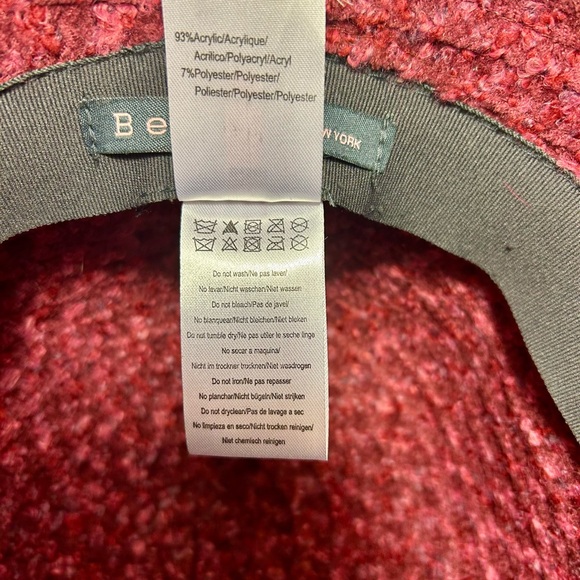 93%Acrylic/Acrylique/
Acrilico/Polyacryl/Acryl
7%Polyester/Polyester/
Poliester/Polyester/Polyester
Be
W YORK
Do not wash/Ne pas laver/
No lavar/Nicht waschan/Niet wassen
Do not bleach/Pas de javel/
No blanquear/Nicht bleichen/Niet bleken
Do not tumble dry/Ne pas utiler le seche linge
No secar a maquina/
Nicht im trockner trocknen/Niet waadrogen
Do not iron/Ne pas repasser
No planchar/Nicht bügeln/Niet strijken
Do not dryclean/Pas de lavage a sec
No limpieza en seco/Nicht trocken reinigen/
Niet chemisch reinigen